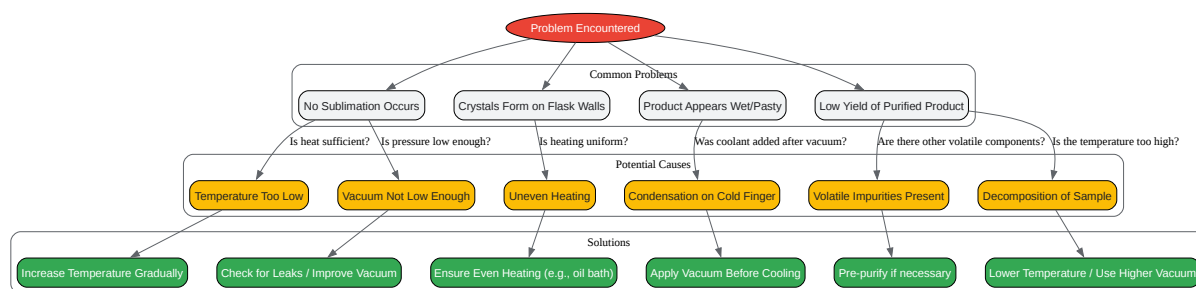 Problem Encountered
Common Problems
No Sublimation Occurs
Crystals Form on Flask Walls
Product Appears Wet/Pasty
Low Yield of Purified Product
Is heat sufficient?
Is pressure low enough?
Is heating uniform?
Was coolant added after vacuum?
Are there other volatile components?
Is the temperature too high?
Potential Causes
Temperature Too Low
Vacuum Not Low Enough
Uneven Heating
Condensation on Cold Finger
Volatile Impurities Present
Decomposition of Sample
Solutions
Increase Temperature Gradually
Check for Leaks / Improve Vacuum
Ensure Even Heating (e.g., oil bath)
Apply Vacuum Before Cooling
Pre-purify if necessary
Lower Temperature / Use Higher Vacuum